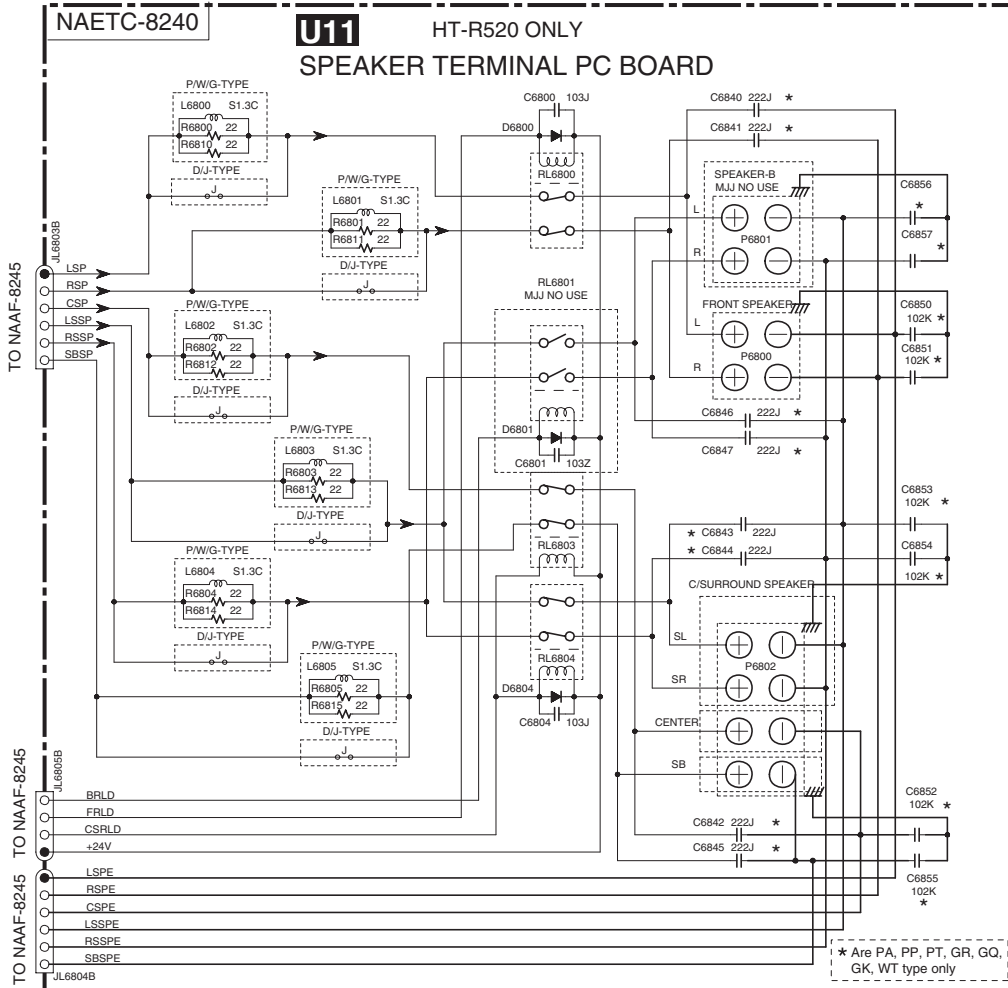 NAETC-8240
U11
HT-R520 ONLY
SPEAKER TERMINAL PC BOARD
P/W/G-TYPE
L6800 S1.3C
R6800 22
R6810 22
D/J-TYPE
J
P/W/G-TYPE
L6801 S1.3C
R6801 22
R6811 22
D/J-TYPE
J
C6800 103J
D6800
RL6800
C6840 222J *
C6841 222J *
SPEAKER-B
MJJ NO USE
L
P6801
R
C6856
*
C6857
*
JL6803B
TO NAAF-8245
LSP
RSP
CSP
LSSP
RSSP
SBSP
P/W/G-TYPE
L6802 S1.3C
R6802 22
R6812 22
D/J-TYPE
J
RL6801
MJJ NO USE
FRONT SPEAKER
L
P6800
R
C6850
102K *
C6851
102K *
D6801
C6801 103Z
C6846 222J *
C6847 222J *
P/W/G-TYPE
L6803 S1.3C
R6803 22
R6813 22
D/J-TYPE
J
RL6803
* C6843 222J
* C6844 222J
C6853
102K *
C6854
102K *
P/W/G-TYPE
L6804 S1.3C
R6804 22
R6814 22
D/J-TYPE
J
RL6804
D6804
C6804 103J
C/SURROUND SPEAKER
SL
P6802
SR
CENTER
SB
P/W/G-TYPE
L6805 S1.3C
R6805 22
R6815 22
D/J-TYPE
J
JL6805B
TO NAAF-8245
BRLD
FRLD
CSRLD
+24V
C6842 222J *
C6845 222J *
C6852
102K *
C6855
102K
*
TO NAAF-8245
LSPE
RSPE
CSPE
LSSPE
RSSPE
SBSPE
JL6804B
* Are PA, PP, PT, GR, GQ,
GK, WT type only